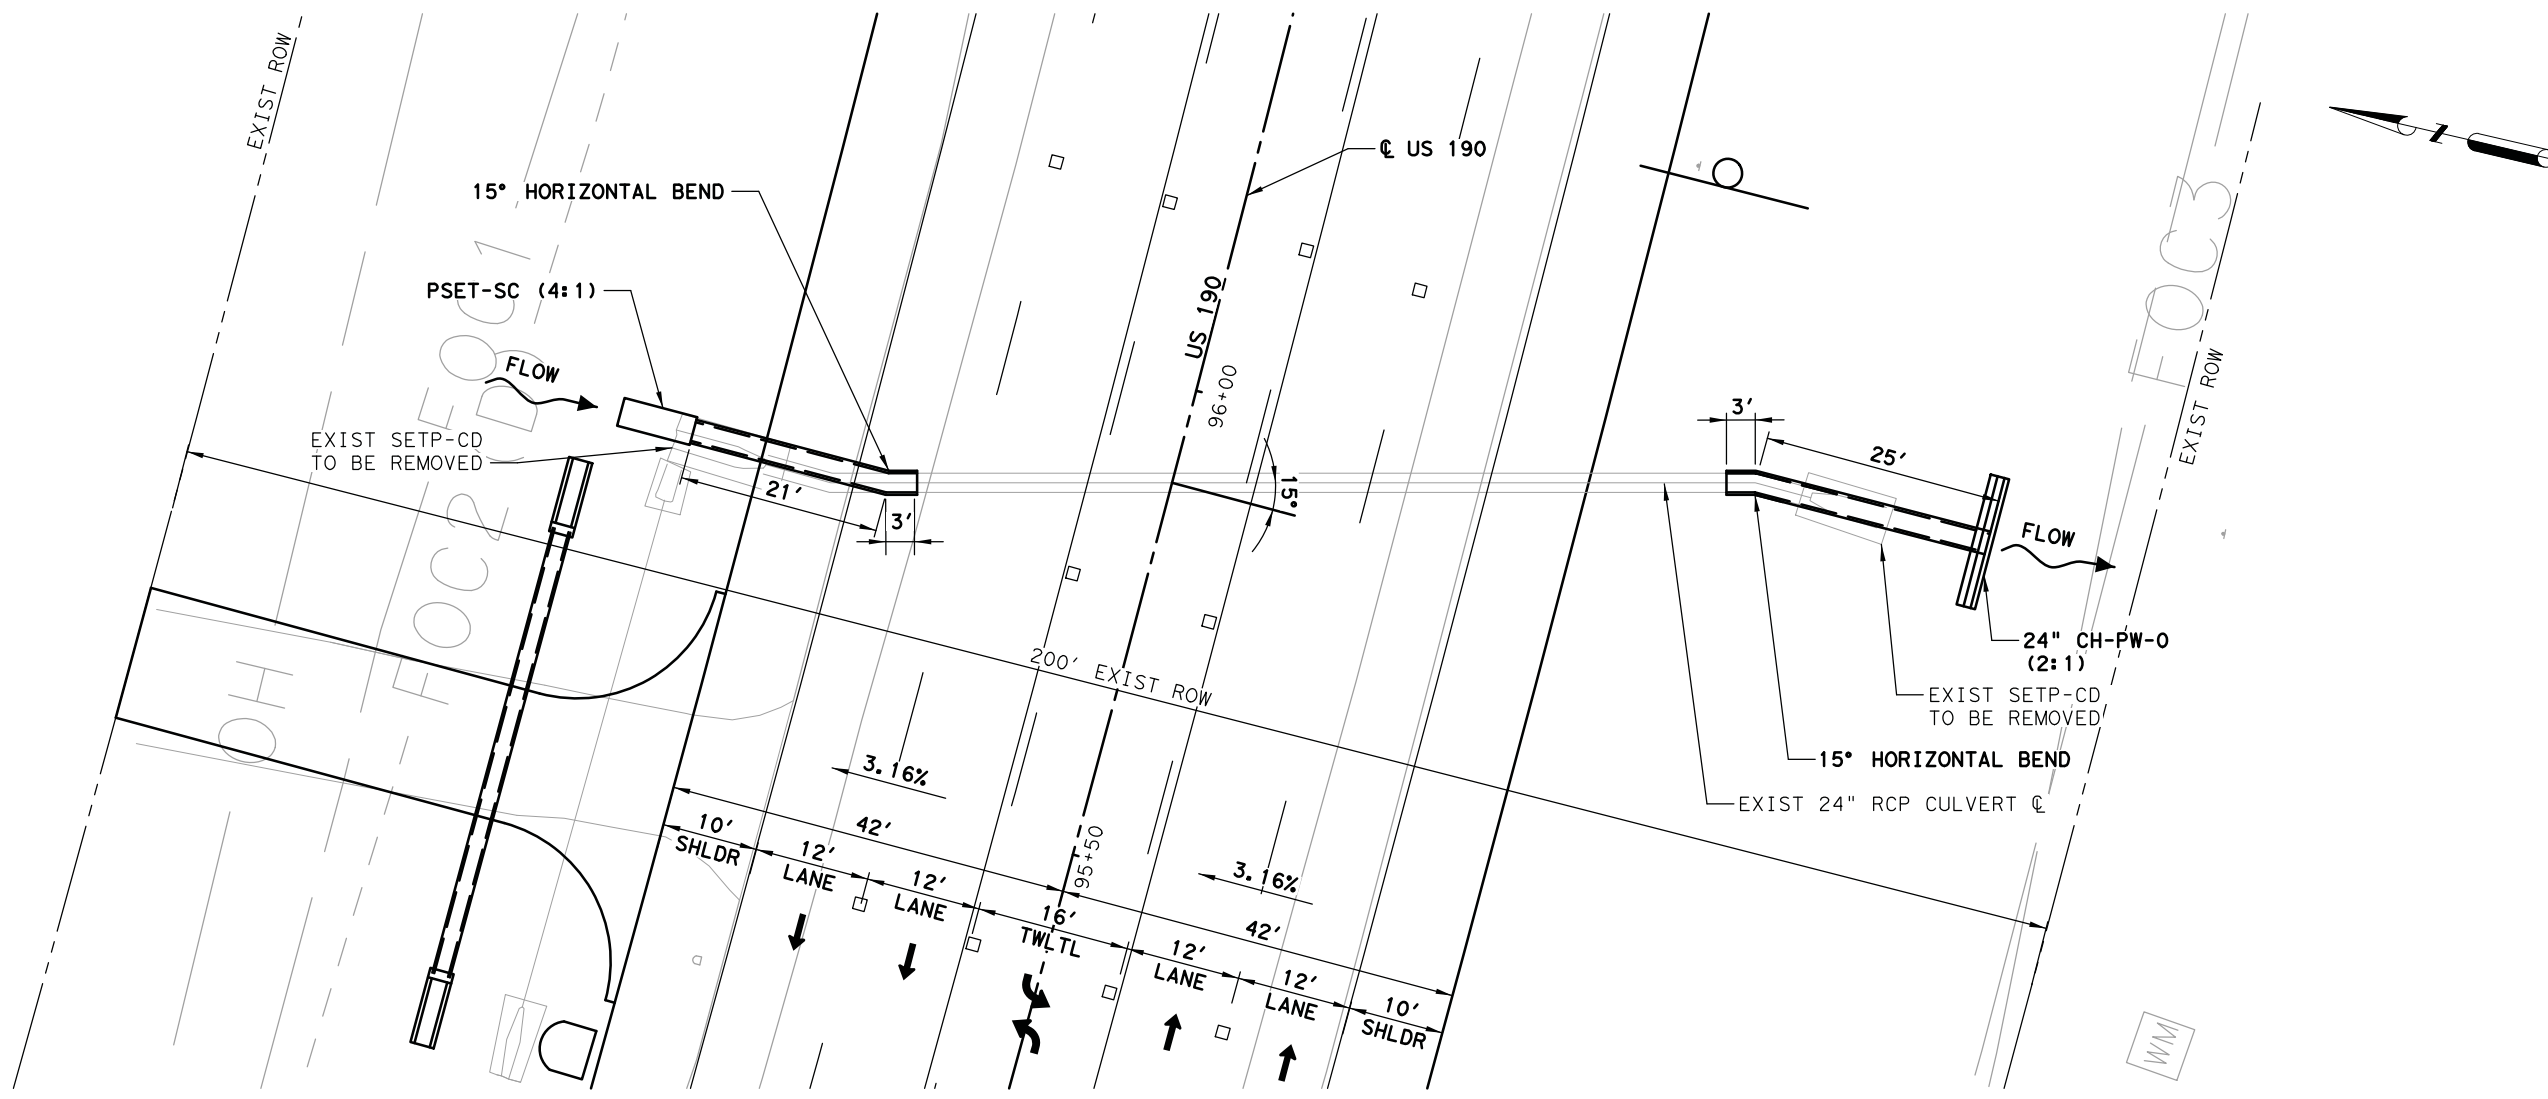 EXIST ROW
℄ US 190
15° HORIZONTAL BEND
PSET-SC (4:1)
FLOW
EXIST SETP-CD
TO BE REMOVED
21'
3'
US 190
96+00
15°
Z
FOC3
EXIST ROW
3'
25'
FLOW
24" CH-PW-0
(2:1)
EXIST SETP-CD
TO BE REMOVED
15° HORIZONTAL BEND
EXIST 24" RCP CULVERT ℄
FOC1
FOC2
OH
200' EXIST ROW
3.16%
42'
10'
SHLDR
12'
LANE
12'
LANE
16'
TWLTL
95+50
3.16%
42'
12'
LANE
12'
LANE
10'
SHLDR
WM